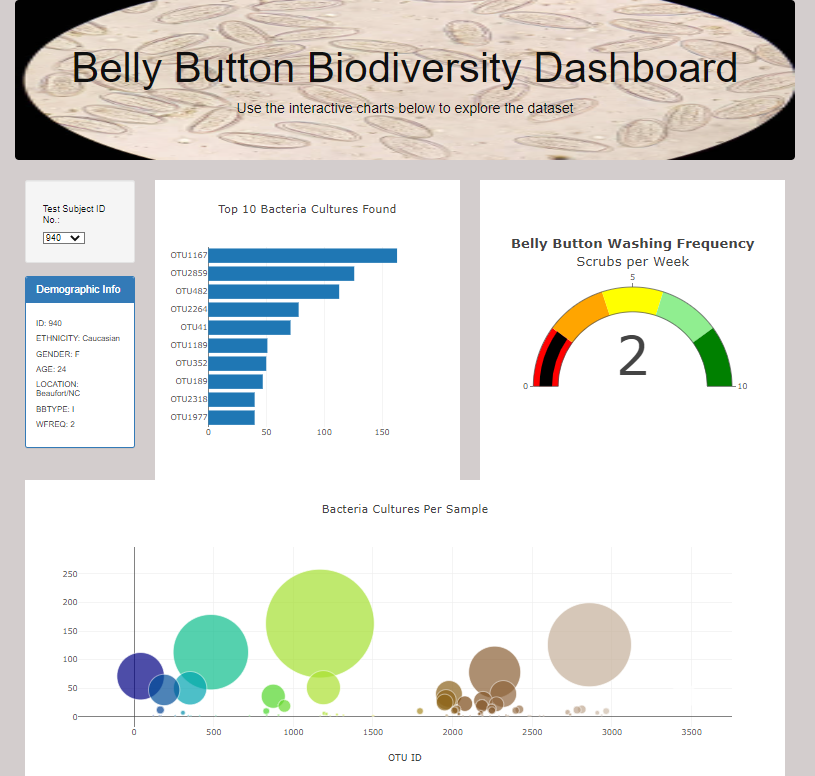 Belly Button Biodiversity Dashboard
Use the interactive charts below to explore the dataset
Test Subject ID
No.:
940
Demographic Info
ID: 940
ETHNICITY: Caucasian
GENDER: F
AGE: 24
LOCATION:
Beaufort/NC
BBTYPE: I
WFREQ: 2
Top 10 Bacteria Cultures Found
OTU1167
OTU2859
OTU482
OTU2264
OTU41
OTU1189
OTU352
OTU189
OTU2318
OTU1977
0 50 100 150
Belly Button Washing Frequency
Scrubs per Week
5
2
0 10
Bacteria Cultures Per Sample
250
200
150
100
50
0
0 500 1000 1500 2000 2500 3000 3500
OTU ID